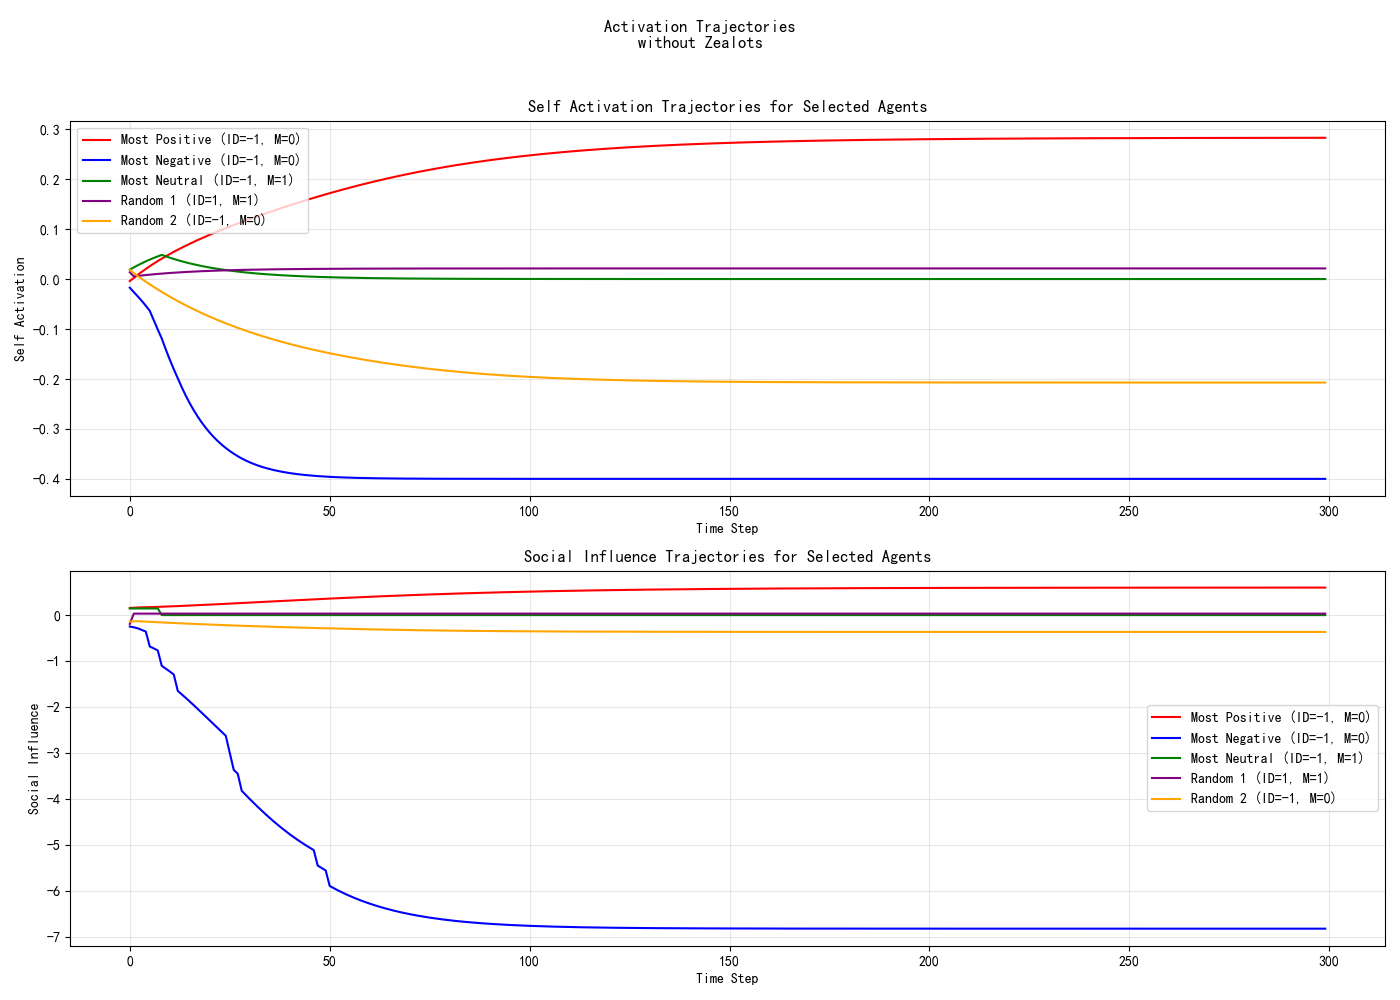 Activation Trajectories
without Zealots
Self Activation Trajectories for Selected Agents
0.3
0.2
0.1
0.0
−0.1
−0.2
−0.3
−0.4
Self Activation
Most Positive (ID=-1, M=0)
Most Negative (ID=-1, M=0)
Most Neutral (ID=-1, M=1)
Random 1 (ID=1, M=1)
Random 2 (ID=-1, M=0)
0 50 100 150 200 250 300
Time Step
Social Influence Trajectories for Selected Agents
0
−1
−2
−3
−4
−5
−6
−7
Social Influence
Most Positive (ID=-1, M=0)
Most Negative (ID=-1, M=0)
Most Neutral (ID=-1, M=1)
Random 1 (ID=1, M=1)
Random 2 (ID=-1, M=0)
0 50 100 150 200 250 300
Time Step